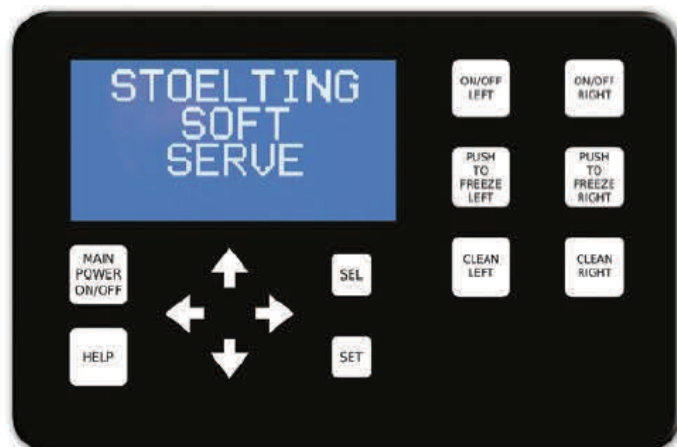 STOELTING
SOFT
SERVE
ON/OFF
LEFT
ON/OFF
RIGHT
PUSH
TO
FREEZE
LEFT
PUSH
TO
FREEZE
RIGHT
CLEAN
LEFT
CLEAN
RIGHT
MAIN
POWER
ON/OFF
SEL
HELP
SET